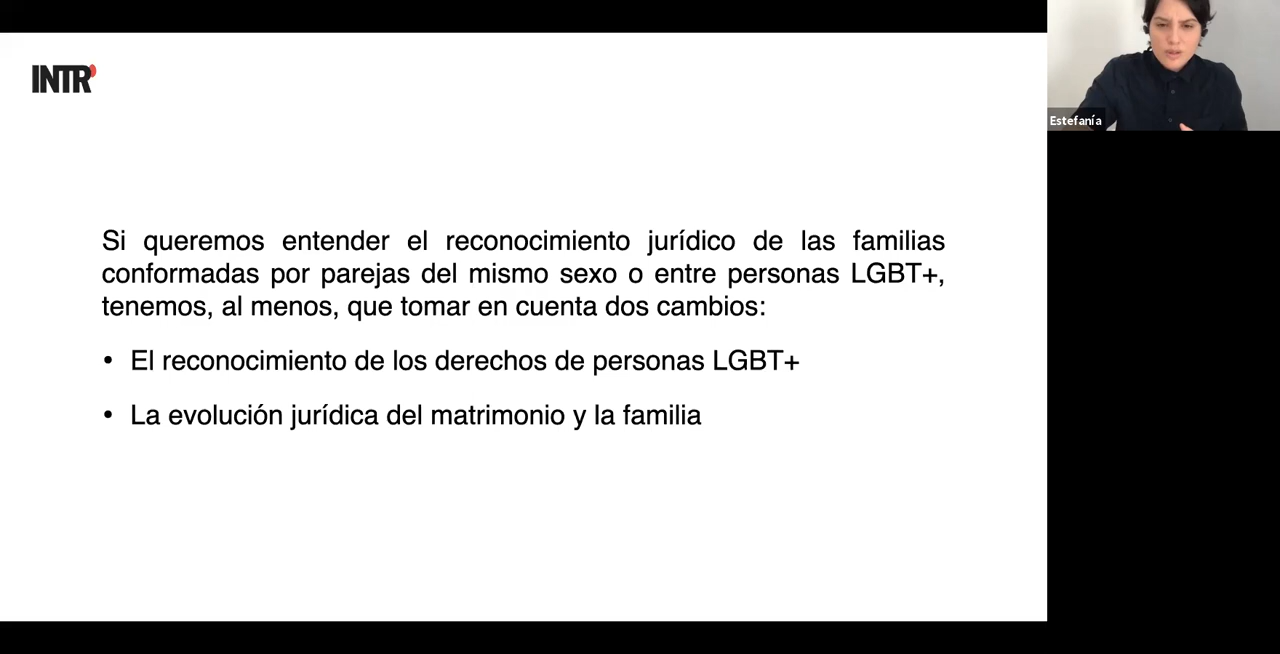 INTR'
Estefanía
Si queremos entender el reconocimiento jurídico de las familias
conformadas por parejas del mismo sexo o entre personas LGBT+,
tenemos, al menos, que tomar en cuenta dos cambios:
• El reconocimiento de los derechos de personas LGBT+
• La evolución jurídica del matrimonio y la familia